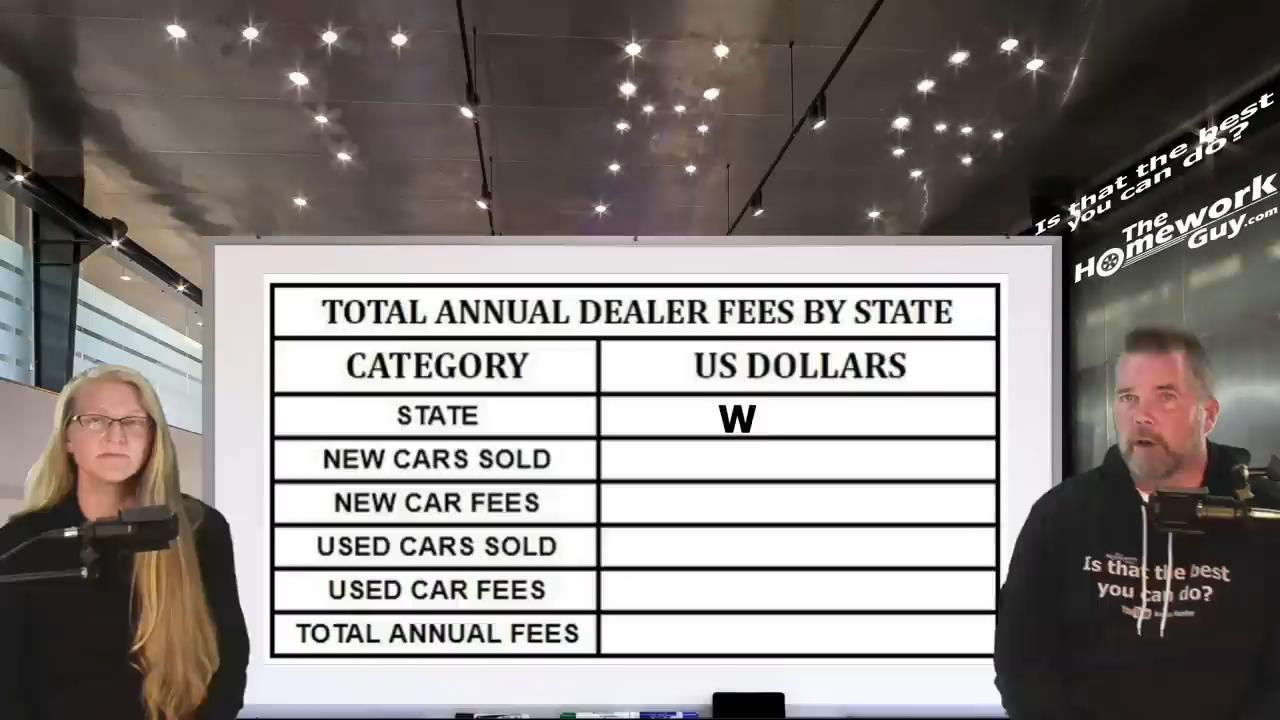 Is that the best
you can do?
The
Homework
Guy.com
TOTAL ANNUAL DEALER FEES BY STATE
CATEGORY US DOLLARS
STATE W
NEW CARS SOLD
NEW CAR FEES
USED CARS SOLD
USED CAR FEES
TOTAL ANNUAL FEES
Is that the best
you can do?